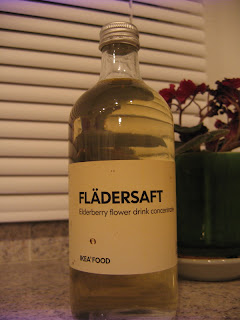 FLÄDERSAFT
Elderberry flower drink concentrate
IKEA FOOD